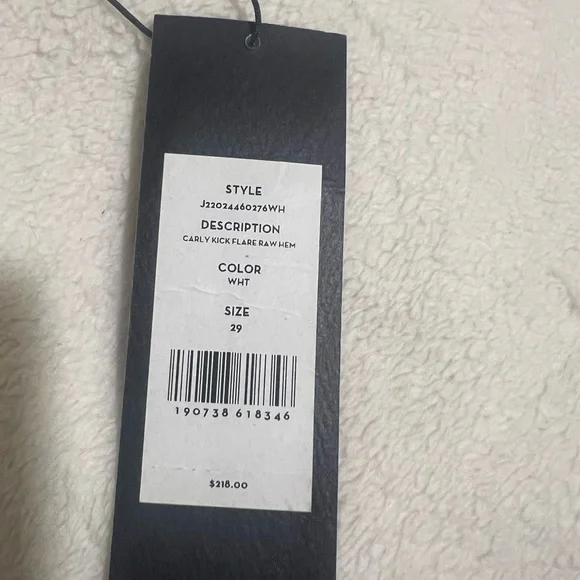 STYLE
J22024460276WH
DESCRIPTION
CARLY KICK FLARE RAW HEM
COLOR
WHT
SIZE
29
190738 618346
$218.00